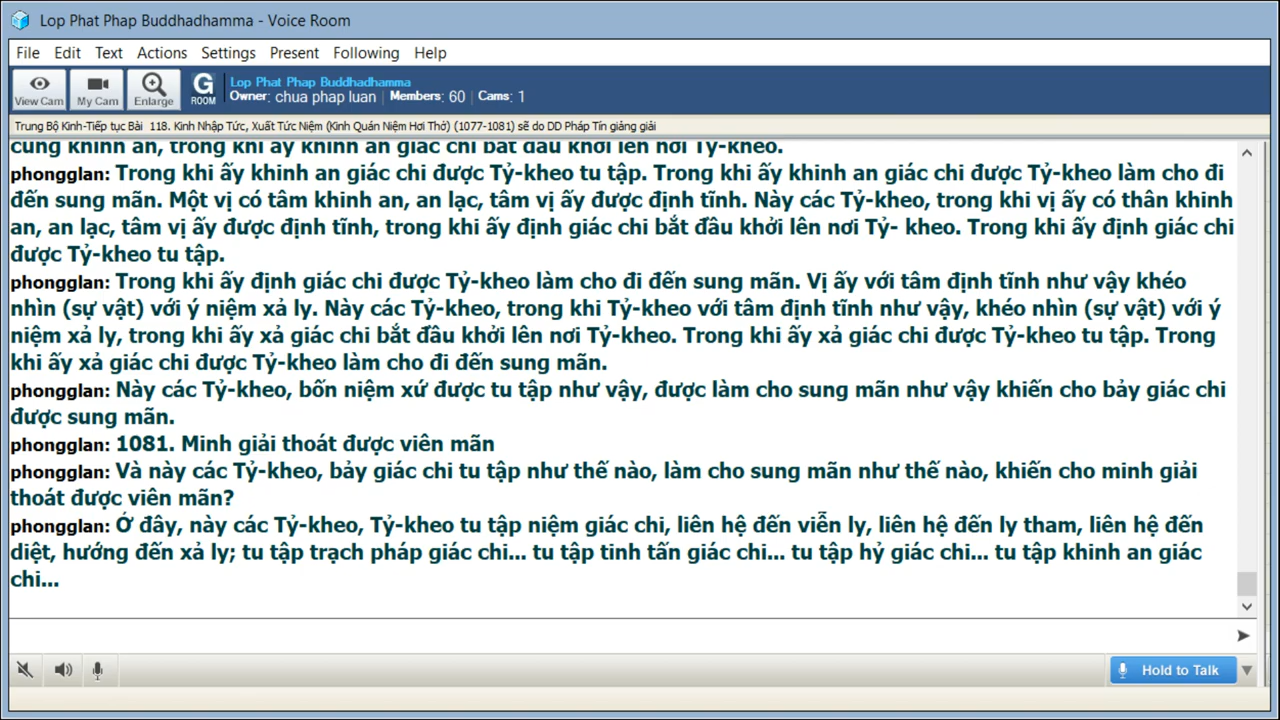 Lop Phat Phap Buddhadhamma - Voice Room
File Edit Text Actions Settings Present Following Help
View Cam My Cam Enlarge G ROOM Lop Phat Phap Buddhadhamma
Owner: chua phap luan | Members: 60 | Cams: 1
Trung Bộ Kinh-Tiếp tục Bài 118. Kinh Nhập Tức, Xuất Tức Niệm (Kinh Quán Niệm Hơi Thở) (1077-1081) sẽ do DD Pháp Tín giảng giải
cũng khinh an, trong khi ấy khinh an giác chi bắt đầu khởi lên nơi Tỷ-kheo.
phongglan: Trong khi ấy khinh an giác chi được Tỷ-kheo tu tập. Trong khi ấy khinh an giác chi được Tỷ-kheo làm cho đi
đến sung mãn. Một vị có tâm khinh an, an lạc, tâm vị ấy được định tĩnh. Này các Tỷ-kheo, trong khi vị ấy có thân khinh
an, an lạc, tâm vị ấy được định tĩnh, trong khi ấy định giác chi bắt đầu khởi lên nơi Tỷ- kheo. Trong khi ấy định giác chi
được Tỷ-kheo tu tập.
phongglan: Trong khi ấy định giác chi được Tỷ-kheo làm cho đi đến sung mãn. Vị ấy với tâm định tĩnh như vậy khéo
nhìn (sự vật) với ý niệm xả ly. Này các Tỷ-kheo, trong khi Tỷ-kheo với tâm định tĩnh như vậy, khéo nhìn (sự vật) với ý
niệm xả ly, trong khi ấy xả giác chi bắt đầu khởi lên nơi Tỷ-kheo. Trong khi ấy xả giác chi được Tỷ-kheo tu tập. Trong
khi ấy xả giác chi được Tỷ-kheo làm cho đi đến sung mãn.
phongglan: Này các Tỷ-kheo, bốn niệm xứ được tu tập như vậy, được làm cho sung mãn như vậy khiến cho bảy giác chi
được sung mãn.
phongglan: 1081. Minh giải thoát được viên mãn
phongglan: Và này các Tỷ-kheo, bảy giác chi tu tập như thế nào, làm cho sung mãn như thế nào, khiến cho minh giải
thoát được viên mãn?
phongglan: Ở đây, này các Tỷ-kheo, Tỷ-kheo tu tập niệm giác chi, liên hệ đến viễn ly, liên hệ đến ly tham, liên hệ đến
diệt, hướng đến xả ly; tu tập trạch pháp giác chi... tu tập tinh tấn giác chi... tu tập hỷ giác chi... tu tập khinh an giác
chi...
Hold to Talk